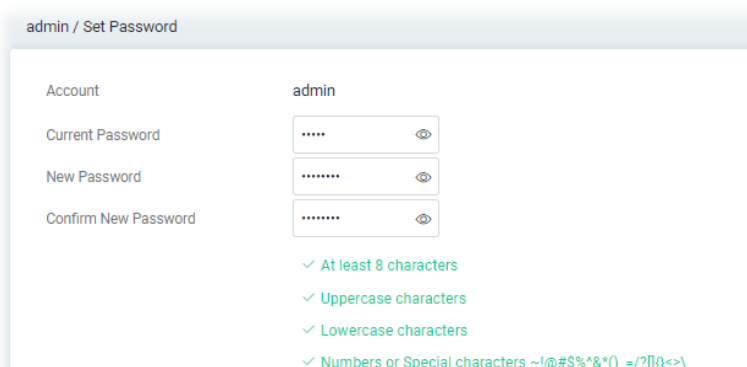 admin / Set Password
Account admin
Current Password •••••
New Password ••••••••
Confirm New Password ••••••••
✓ At least 8 characters
✓ Uppercase characters
✓ Lowercase characters
✓ Numbers or Special characters ~!@#$%^&*()_=/?[]{}<>\